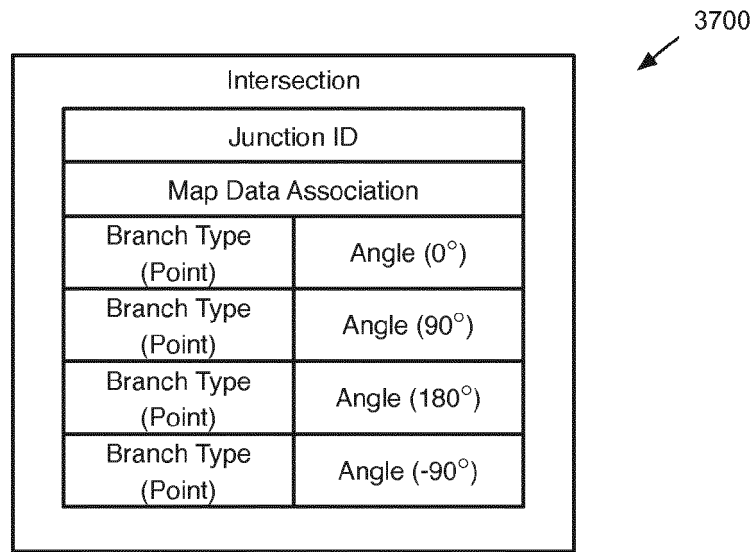 3700
Intersection
Junction ID
Map Data Association
Branch Type
(Point)
Angle (0°)
Branch Type
(Point)
Angle (90°)
Branch Type
(Point)
Angle (180°)
Branch Type
(Point)
Angle (-90°)